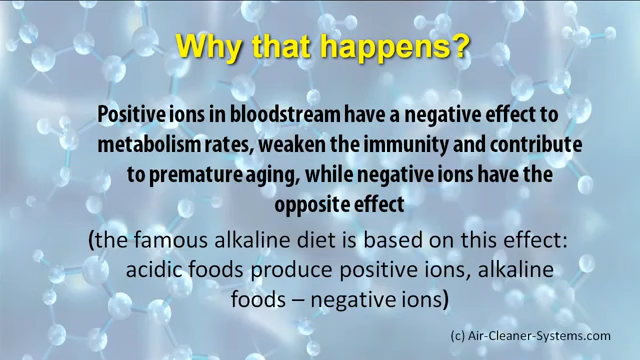 Why that happens?
Positive ions in bloodstream have a negative effect to
metabolism rates, weaken the immunity and contribute
to premature aging, while negative ions have the
opposite effect
(the famous alkaline diet is based on this effect:
acidic foods produce positive ions, alkaline
foods – negative ions)
(c) Air-Cleaner-Systems.com